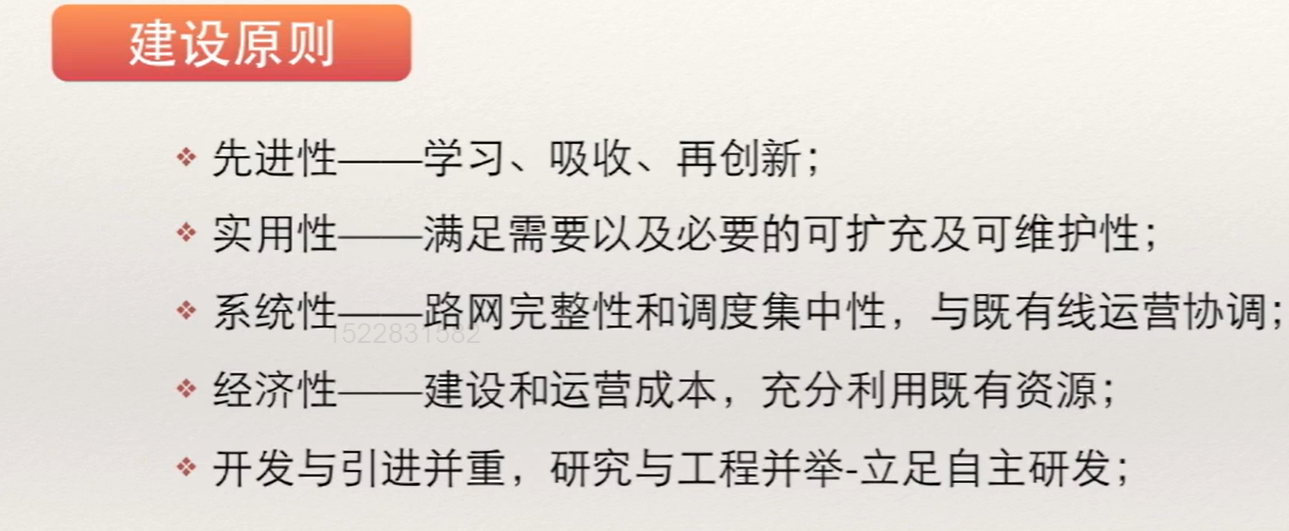 建设原则
先进性——学习、吸收、再创新；
实用性——满足需要以及必要的可扩充及可维护性；
系统性——路网完整性和调度集中性，与既有线运营协调；
1522831582
经济性——建设和运营成本，充分利用既有资源；
开发与引进并重，研究与工程并举-立足自主研发；